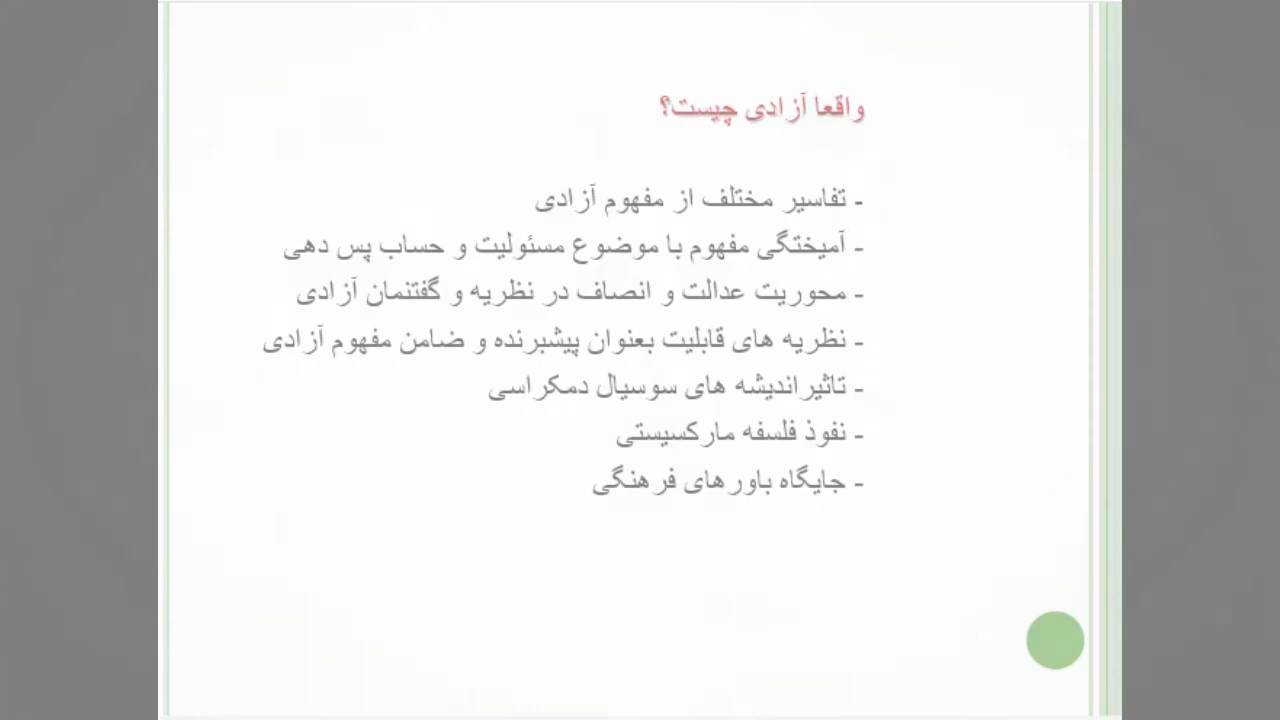 واقعا آزادی چیست؟
- تفاسیر مختلف از مفهوم آزادی
- آمیختگی مفهوم با موضوع مسئولیت و حساب پس دهی
- محوریت عدالت و انصاف در نظریه و گفتنمان آزادی
- نظریه های قابلیت بعنوان پیشبرنده و ضامن مفهوم آزادی
- تاثیراندیشه های سوسیال دمکراسی
- نفوذ فلسفه مارکسیستی
- جایگاه باورهای فرهنگی